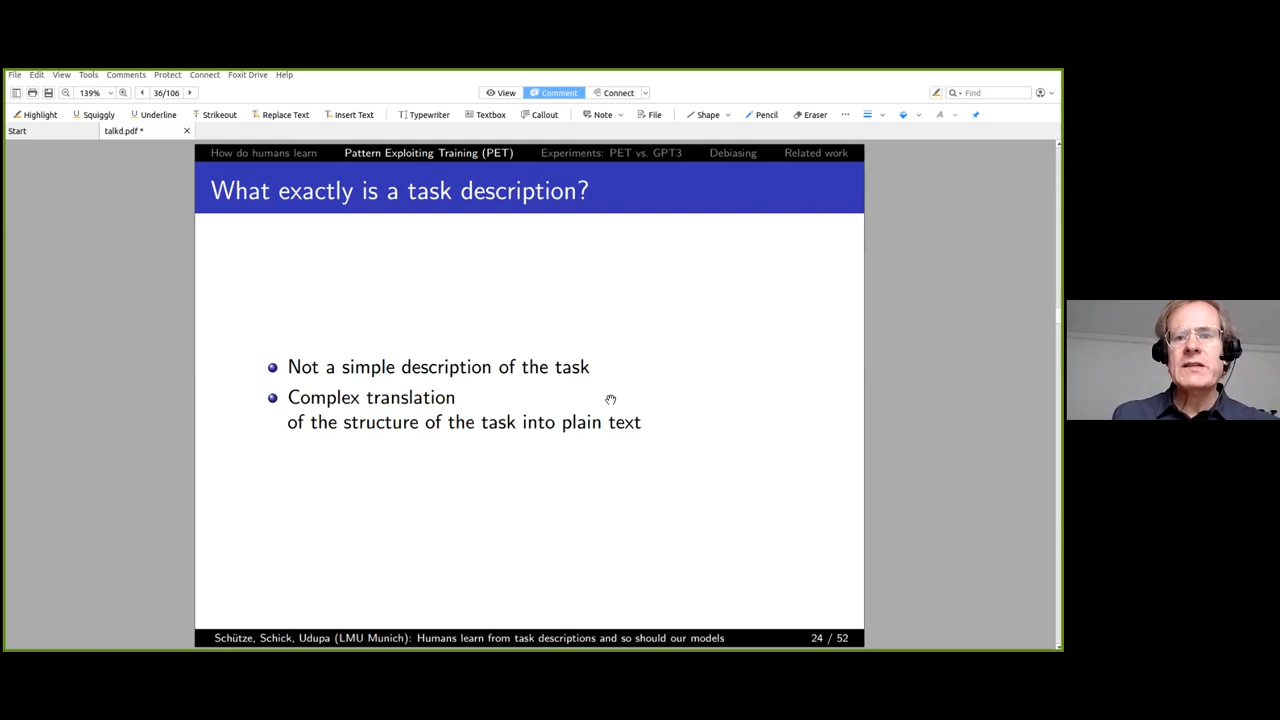 File Edit View Tools Comments Protect Connect Foxit Drive Help
139% 36/106 View Comment Connect Find
Highlight Squiggly Underline Strikeout Replace Text Insert Text Typewriter Textbox Callout Note File Shape Pencil Eraser
Start talkd.pdf *
How do humans learn Pattern Exploiting Training (PET) Experiments: PET vs. GPT3 Debiasing Related work
What exactly is a task description?
Not a simple description of the task
Complex translation
of the structure of the task into plain text
Schütze, Schick, Udupa (LMU Munich): Humans learn from task descriptions and so should our models 24 / 52